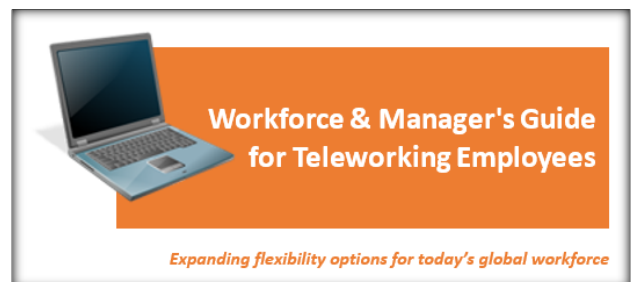 Workforce & Manager's Guide
for Teleworking Employees
Expanding flexibility options for today’s global workforce